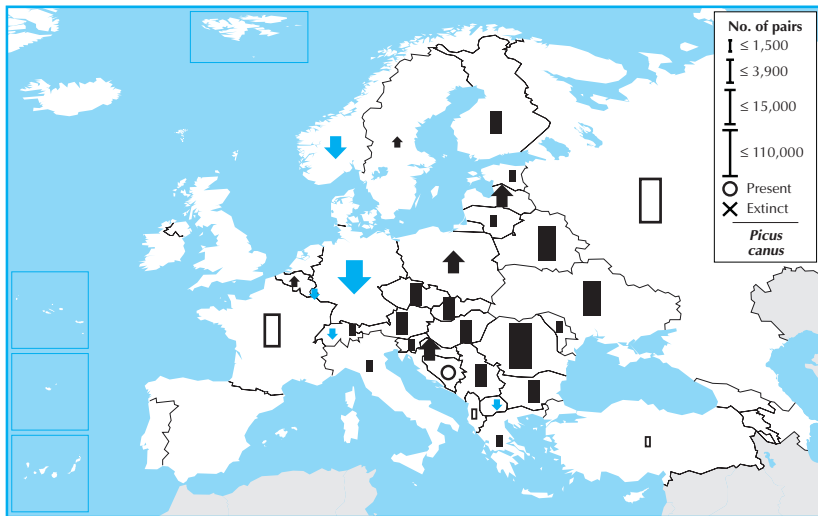 No. of pairs
≤ 1,500
≤ 3,900
≤ 15,000
≤ 110,000
Present
Extinct
Picus
canus